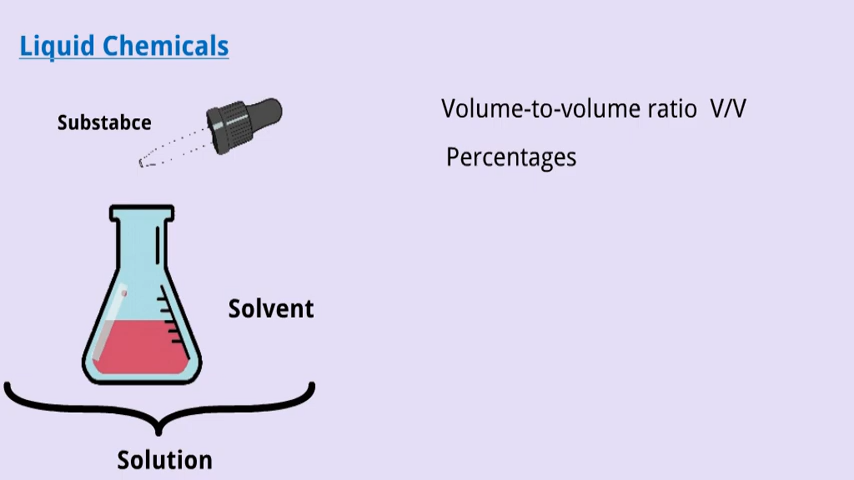 Liquid Chemicals
Substabce
Volume-to-volume ratio V/V
Percentages
Solvent
Solution